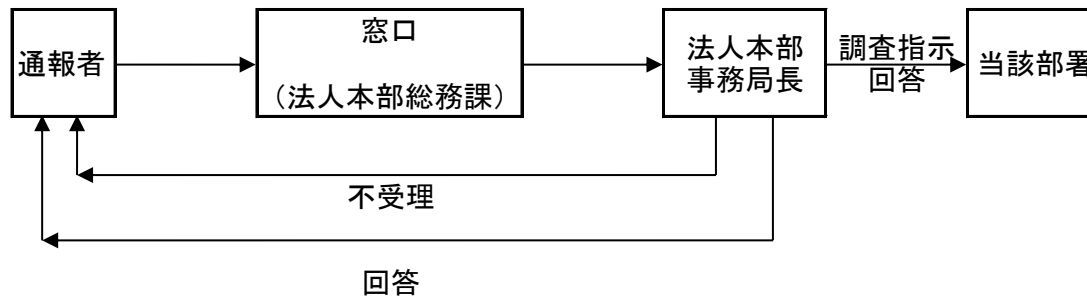 通報者
窓口
（法人本部総務課）
法人本部
事務局長
調査指示
回答
当該部署
不受理
回答